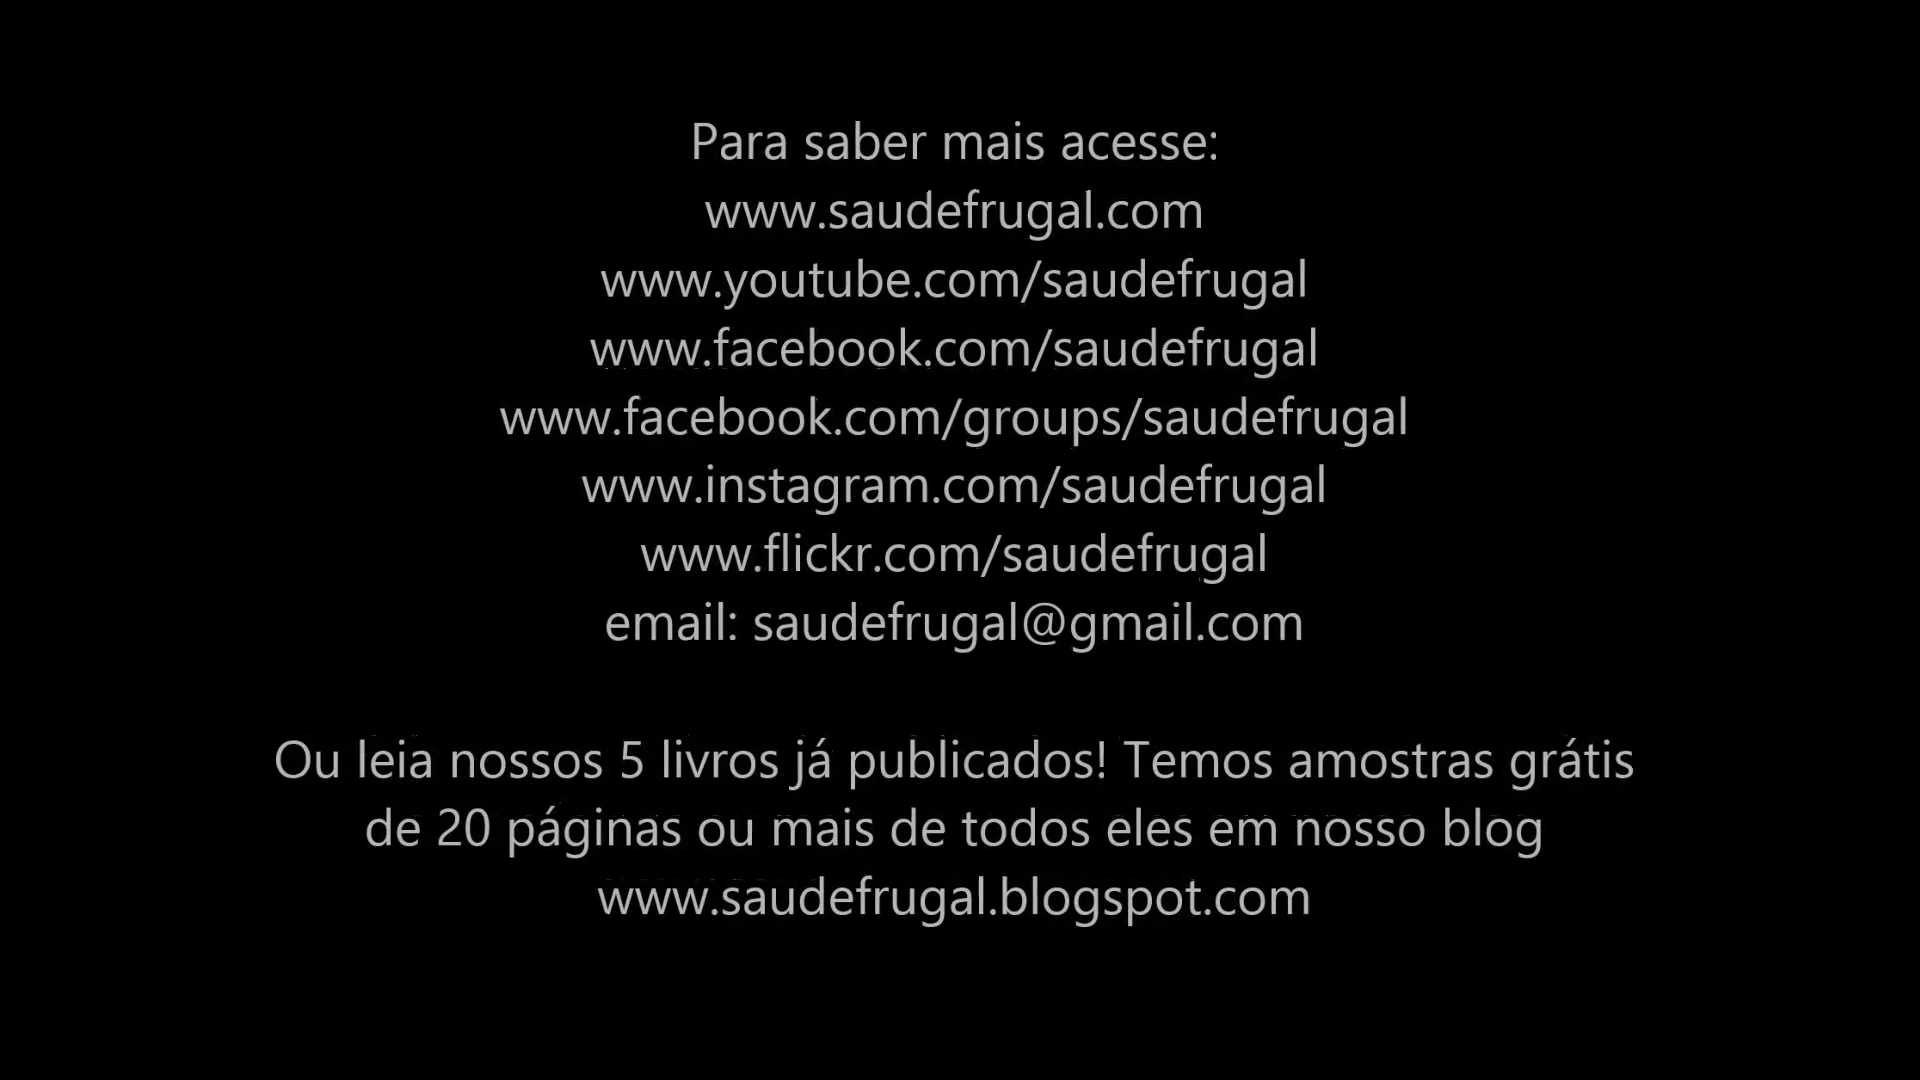 Para saber mais acesse:
www.saudefrugal.com
www.youtube.com/saudefrugal
www.facebook.com/saudefrugal
www.facebook.com/groups/saudefrugal
www.instagram.com/saudefrugal
www.flickr.com/saudefrugal
email: saudefrugal@gmail.com
Ou leia nossos 5 livros já publicados! Temos amostras grátis
de 20 páginas ou mais de todos eles em nosso blog
www.saudefrugal.blogspot.com